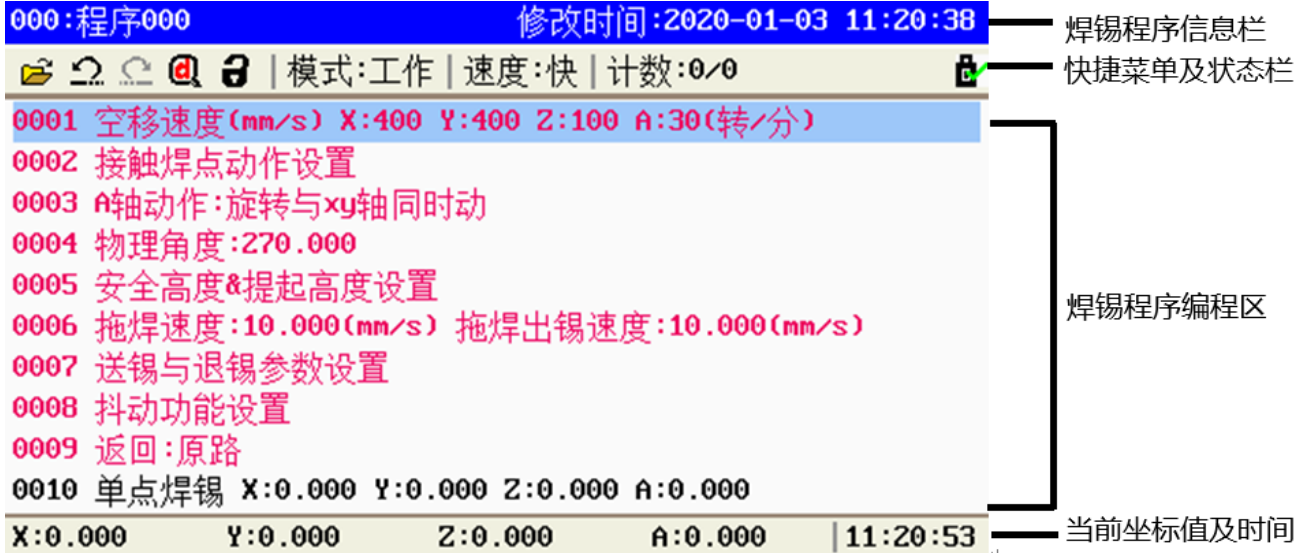 000:程序000 修改时间:2020-01-03 11:20:38 焊锡程序信息栏
d |模式:工作|速度:快|计数:0/0 快捷菜单及状态栏
0001 空移速度(mm/s) X:400 Y:400 Z:100 A:30(转/分)
0002 接触焊点动作设置
0003 A轴动作:旋转与xy轴同时动
0004 物理角度:270.000
0005 安全高度&提起高度设置
焊锡程序编程区
0006 拖焊速度:10.000(mm/s) 拖焊出锡速度:10.000(mm/s)
0007 送锡与退锡参数设置
0008 抖动功能设置
0009 返回:原路
0010 单点焊锡 X:0.000 Y:0.000 Z:0.000 A:0.000
X:0.000 Y:0.000 Z:0.000 A:0.000 |11:20:53 当前坐标值及时间